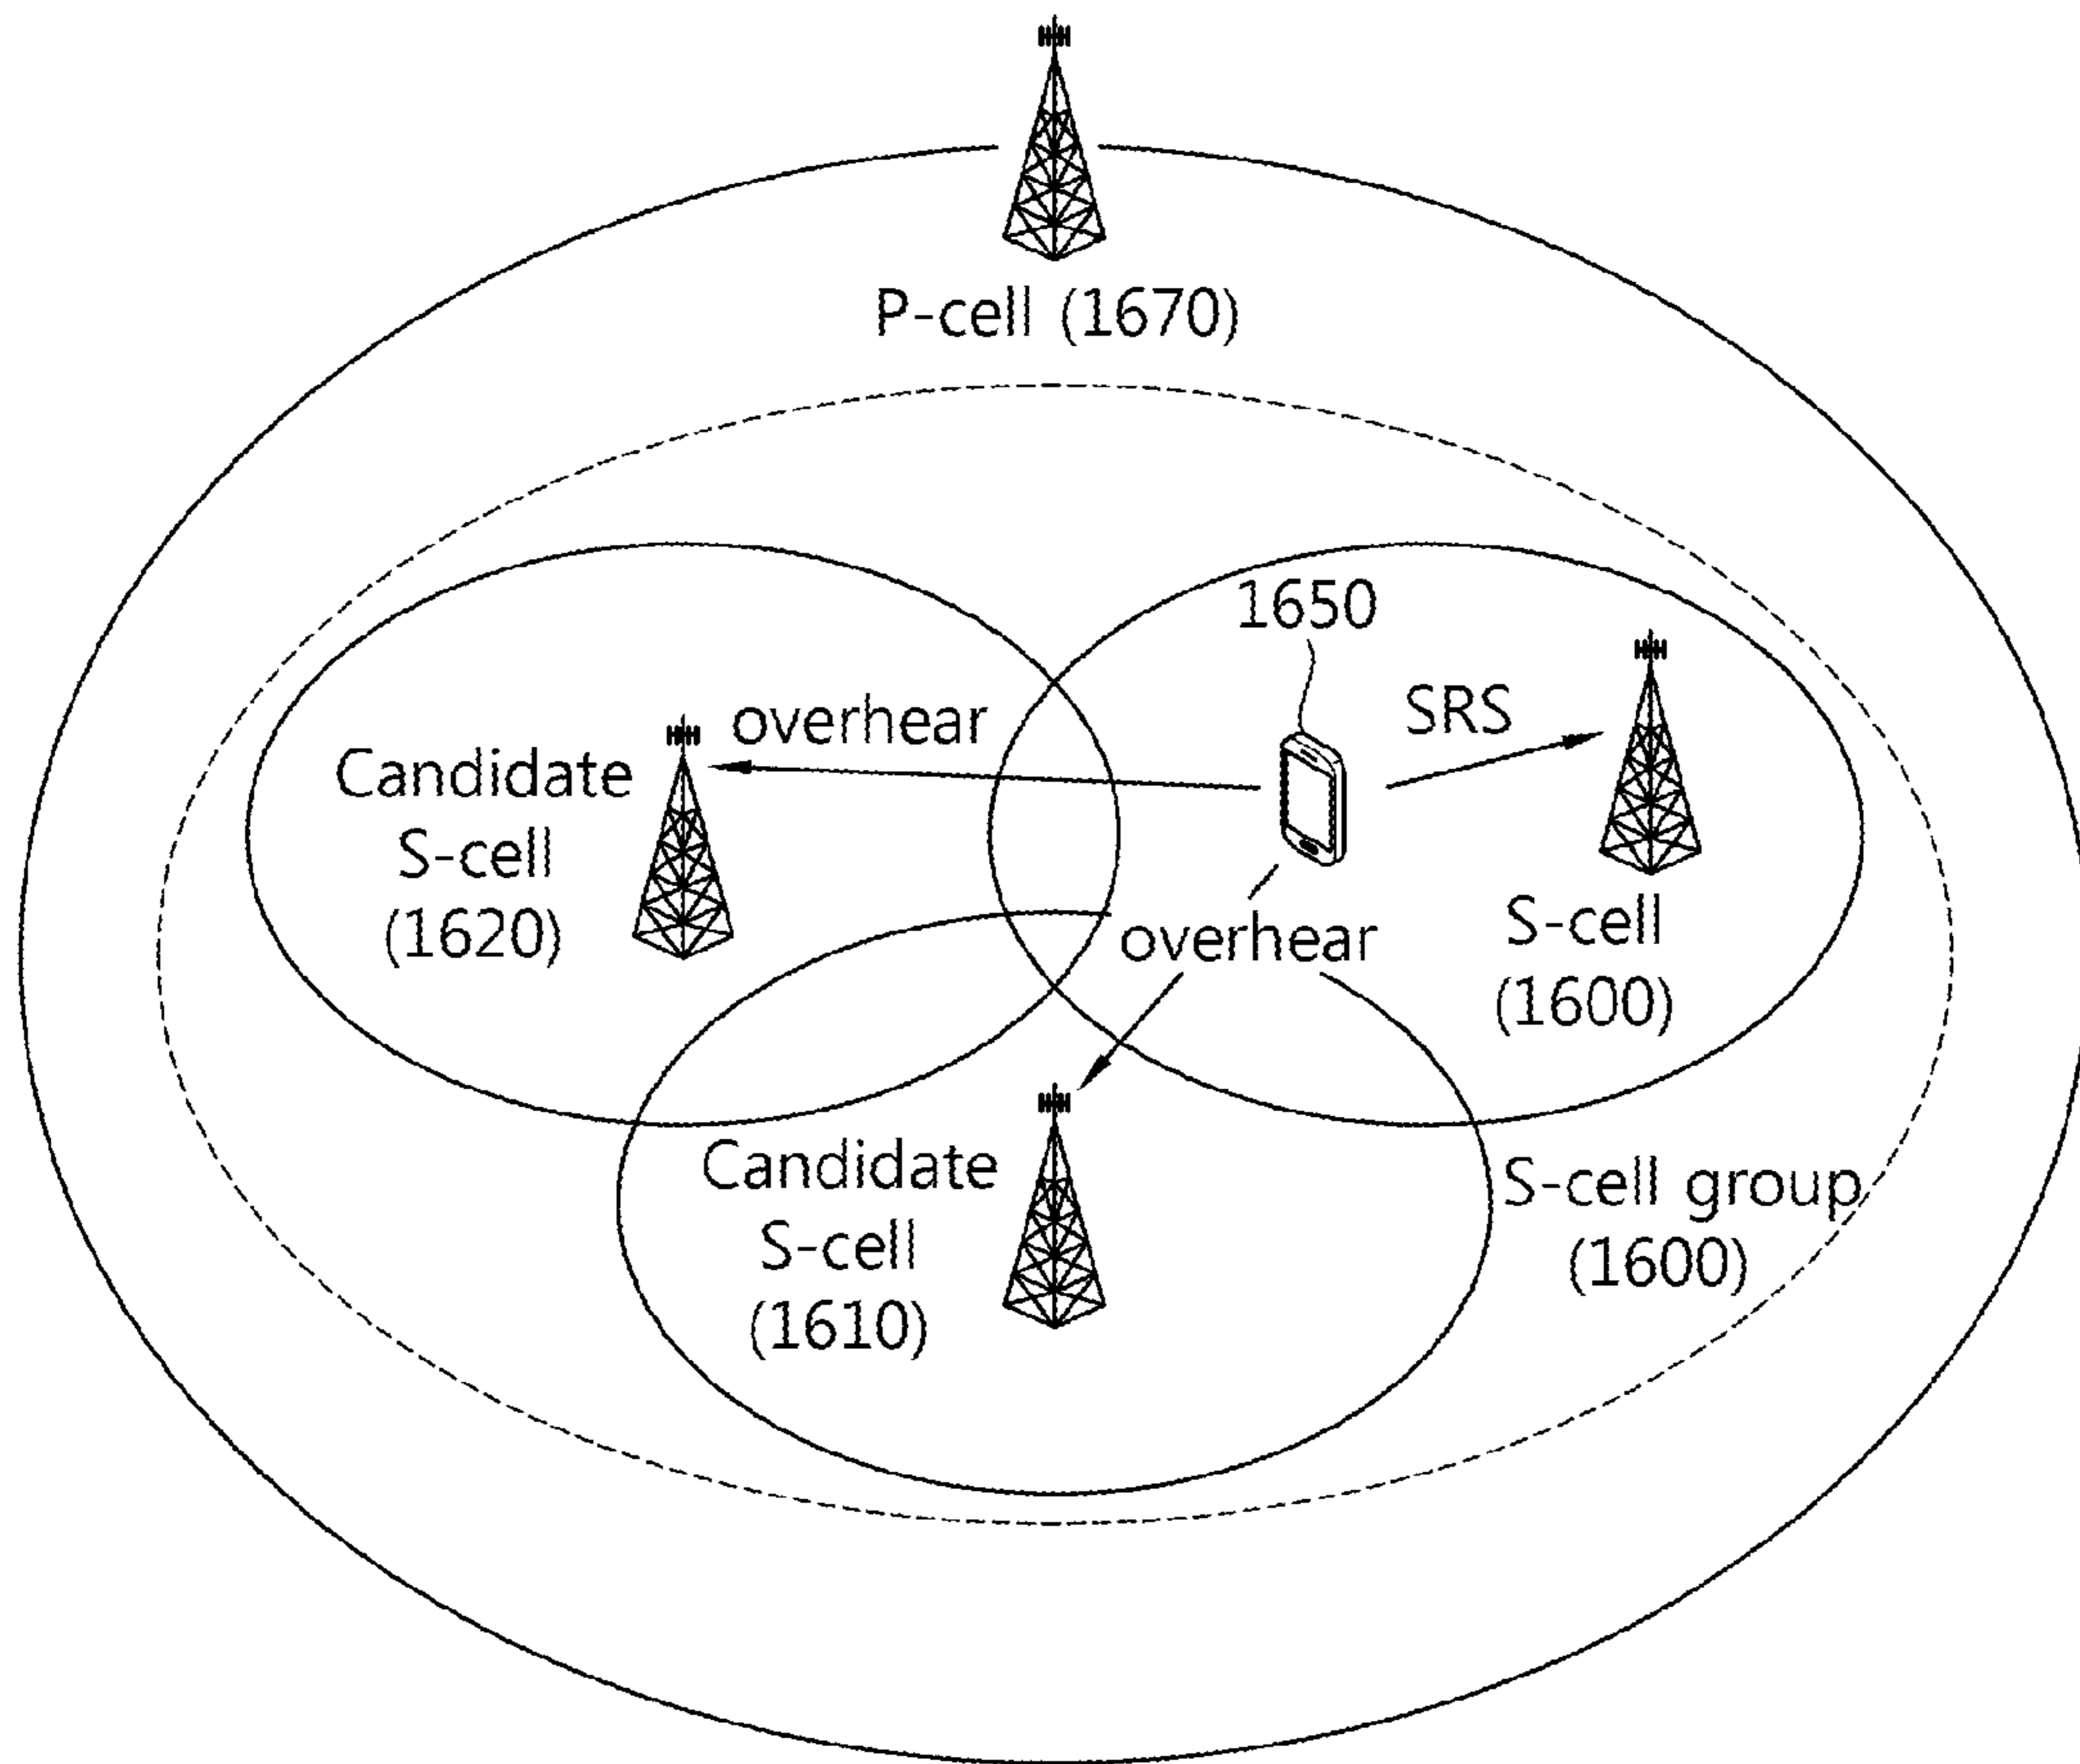 P-cell (1670)
1650
SRS
overhear
Candidate
S-cell
(1620)
S-cell
(1600)
overhear
Candidate
S-cell
(1610)
S-cell group
(1600)